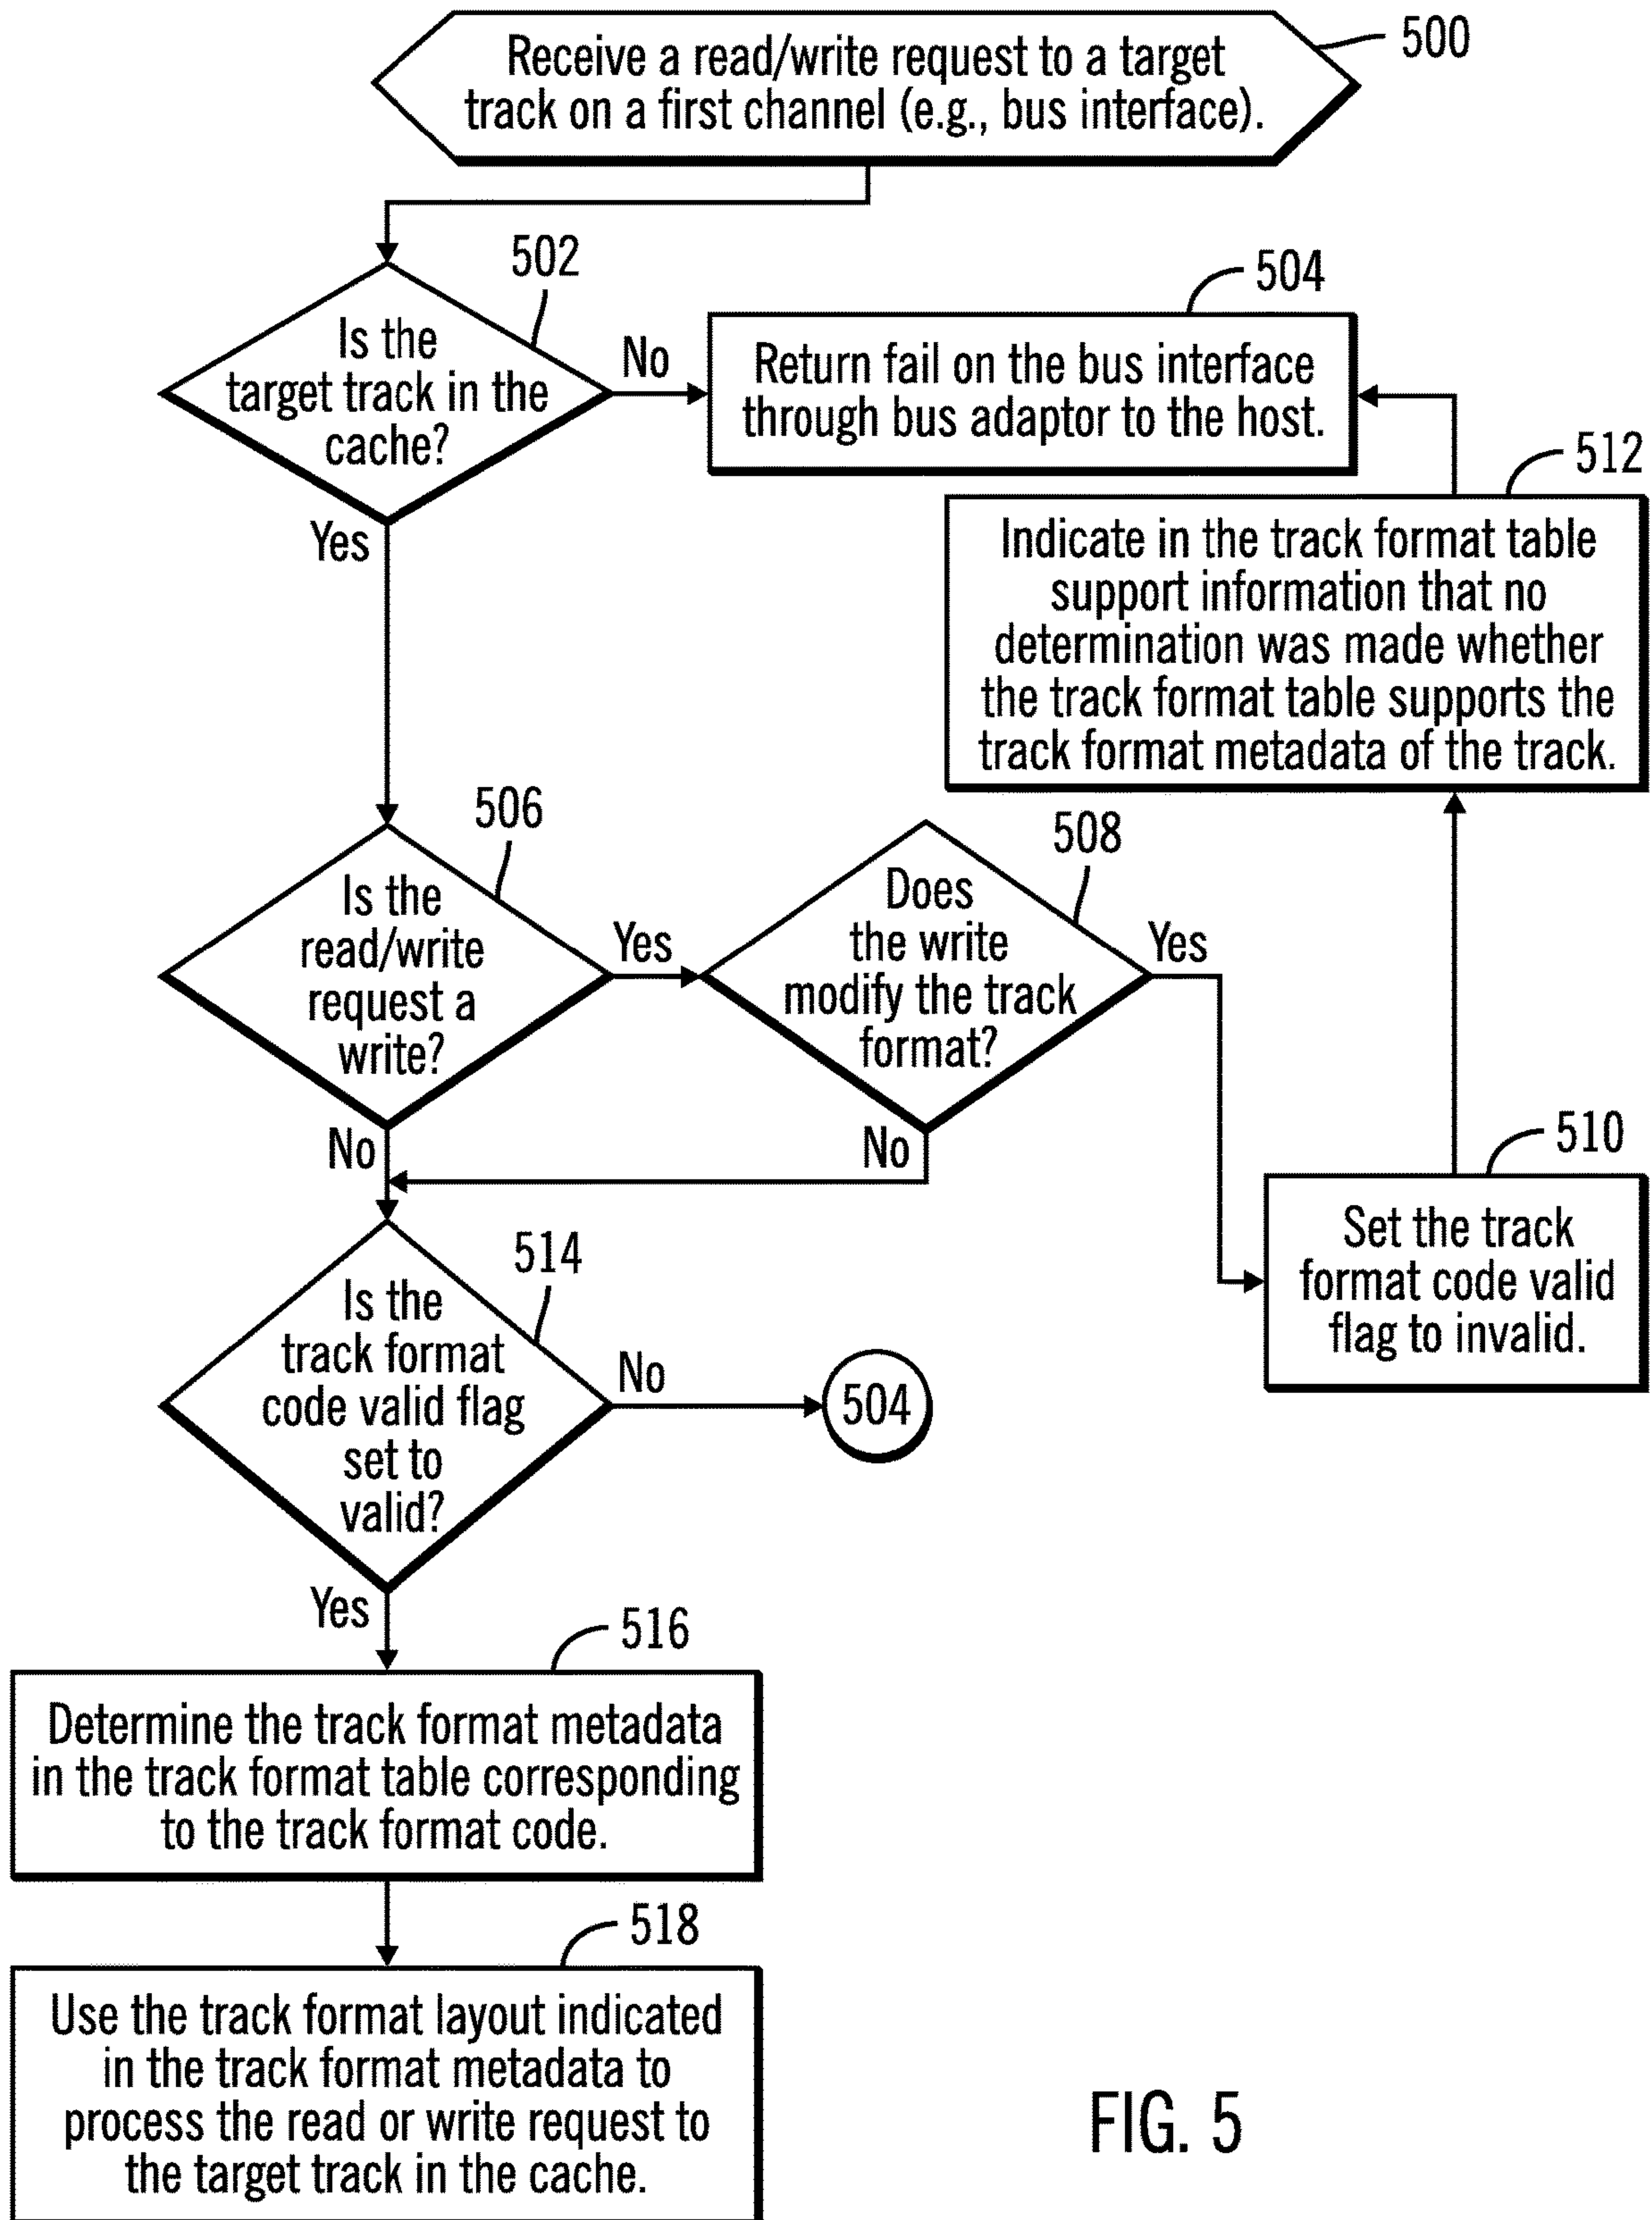 500
Receive a read/write request to a target
track on a first channel (e.g., bus interface).
502
Is the
target track in the
cache?
No
Yes
504
Return fail on the bus interface
through bus adaptor to the host.
512
Indicate in the track format table
support information that no
determination was made whether
the track format table supports the
track format metadata of the track.
506
Is the
read/write
request a
write?
Yes
No
508
Does
the write
modify the track
format?
Yes
No
510
Set the track
format code valid
flag to invalid.
514
Is the
track format
code valid flag
set to
valid?
No
504
Yes
516
Determine the track format metadata
in the track format table corresponding
to the track format code.
518
Use the track format layout indicated
in the track format metadata to
process the read or write request to
the target track in the cache.
FIG. 5